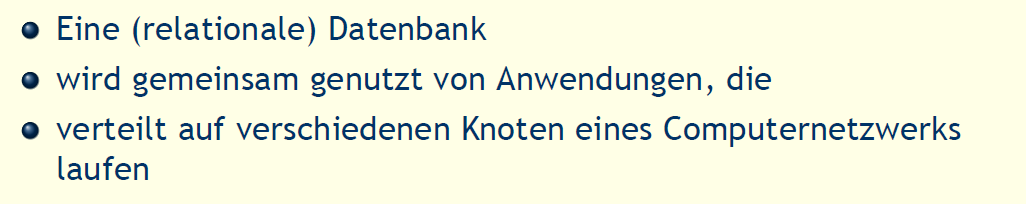 Eine (relationale) Datenbank
wird gemeinsam genutzt von Anwendungen, die
verteilt auf verschiedenen Knoten eines Computernetzwerks
laufen